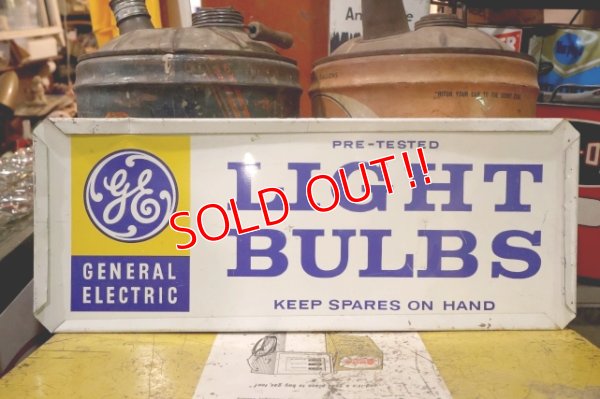 PRE-TESTED
LIGHT
BULBS
KEEP SPARES ON HAND
GE
GENERAL
ELECTRIC
SOLD OUT!!